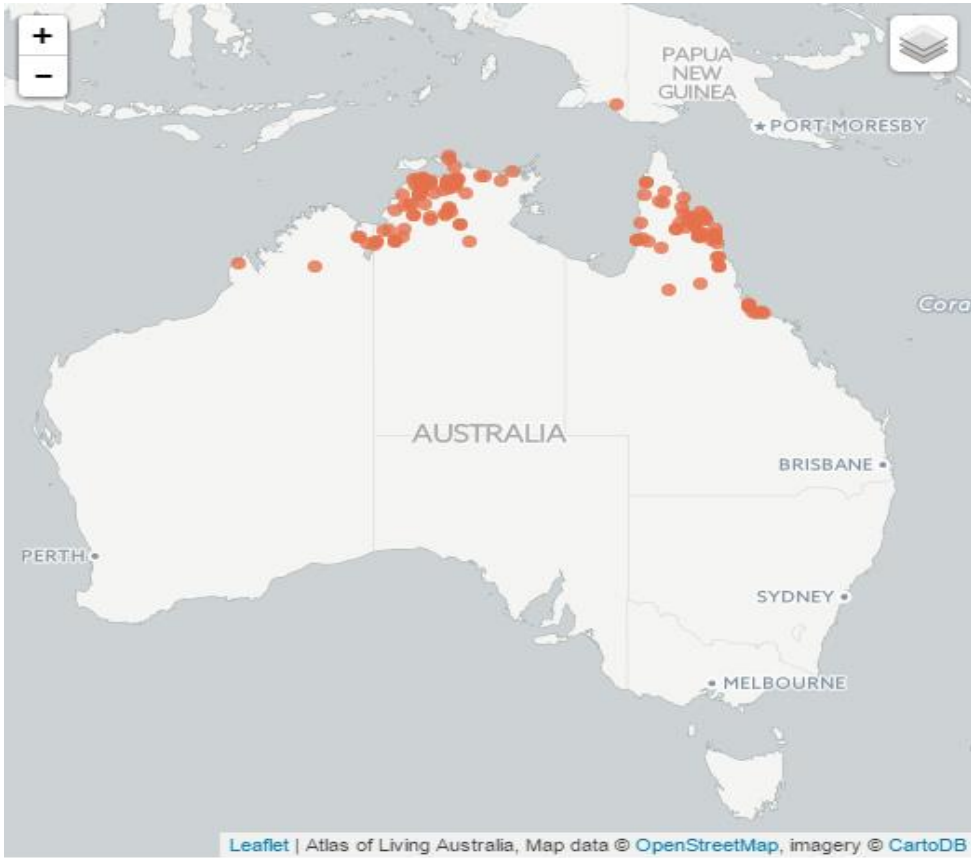 +
−
PAPUA
NEW
GUINEA
PORT MORESBY
Cora
AUSTRALIA
BRISBANE
PERTH
SYDNEY
MELBOURNE
Leaflet | Atlas of Living Australia, Map data © OpenStreetMap, imagery © CartoDB